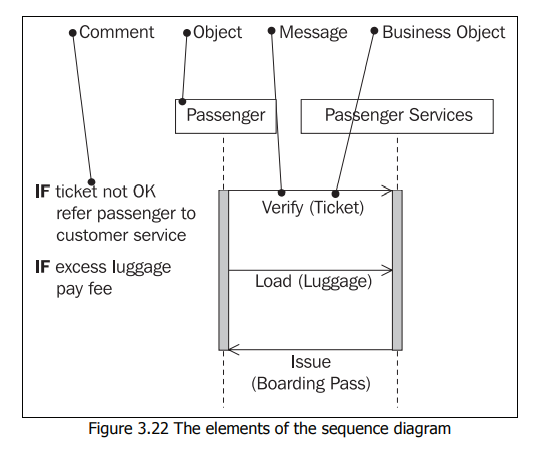 Comment Object Message Business Object
Passenger Passenger Services
IF ticket not OK
refer passenger to
customer service
Verify (Ticket)
IF excess luggage
pay fee
Load (Luggage)
Issue
(Boarding Pass)
Figure 3.22 The elements of the sequence diagram